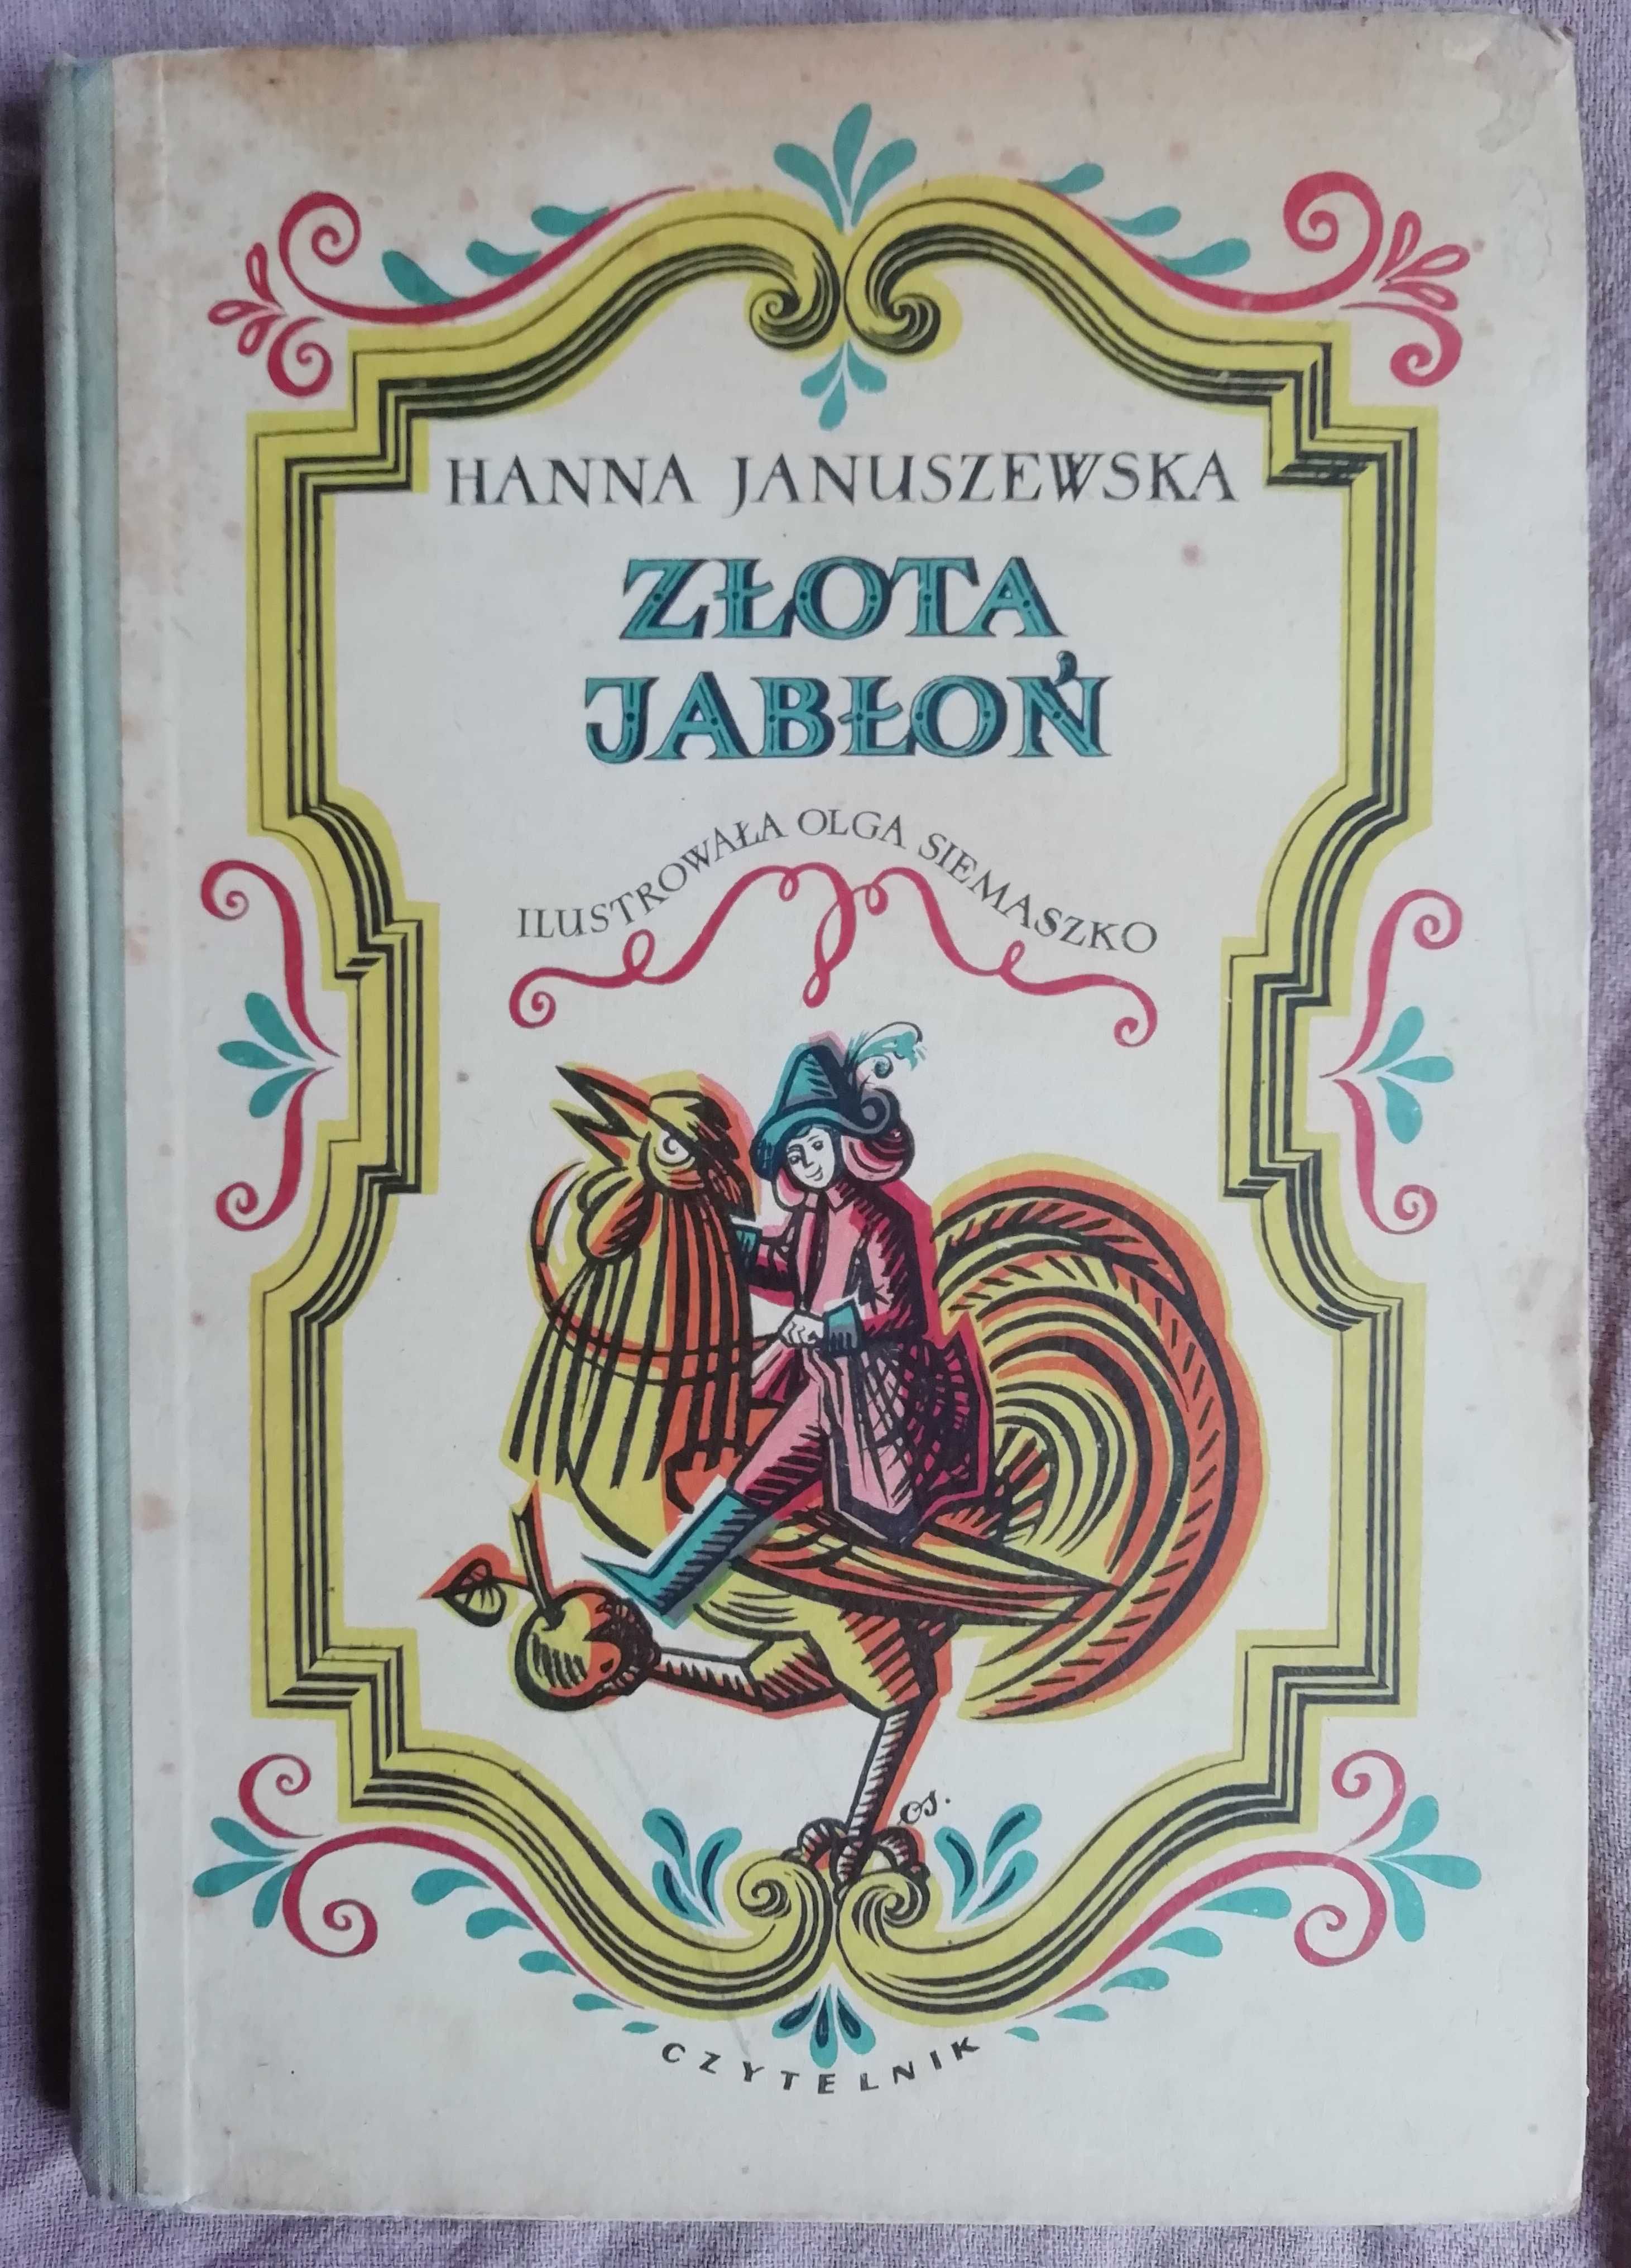 HANNA JANUSZEWSKA
ZŁOTA
JABŁOŃ
ILUSTROWAŁA OLGA SIEMASZKO
OS.
CZYTELNIK